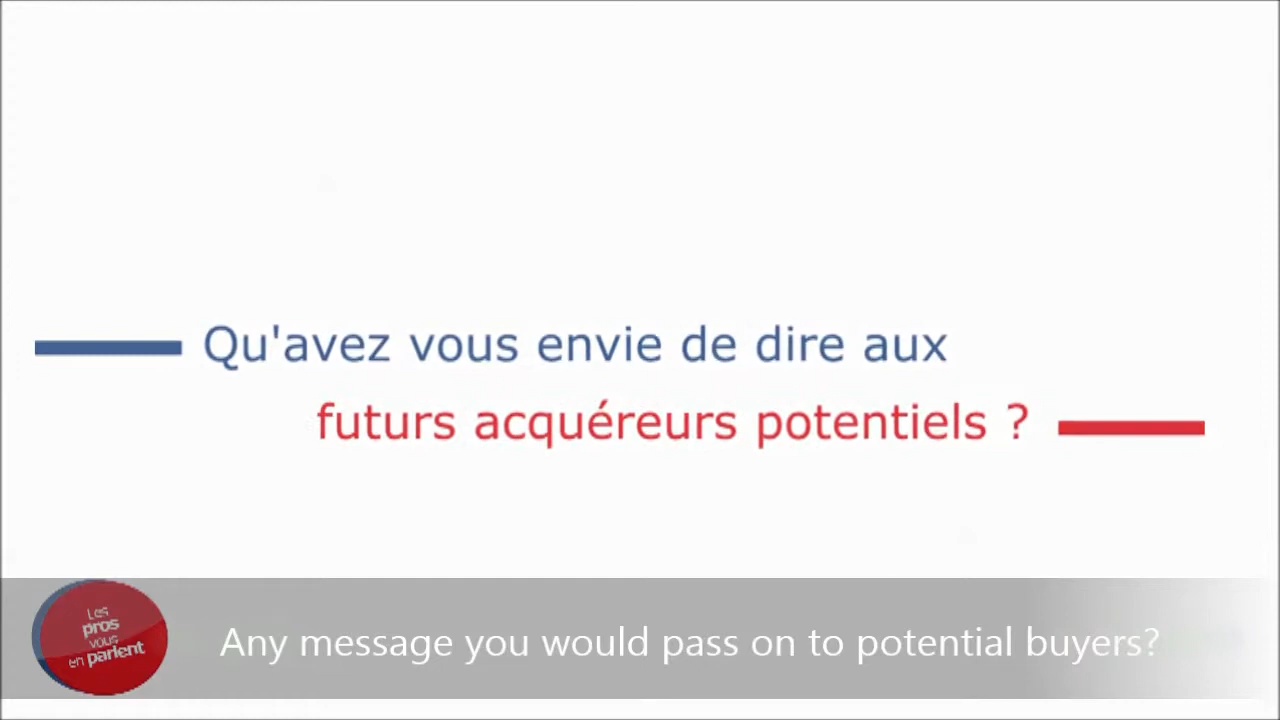 Qu'avez vous envie de dire aux
futurs acquéreurs potentiels ?
Les
pros
vous
en parlent
Any message you would pass on to potential buyers?